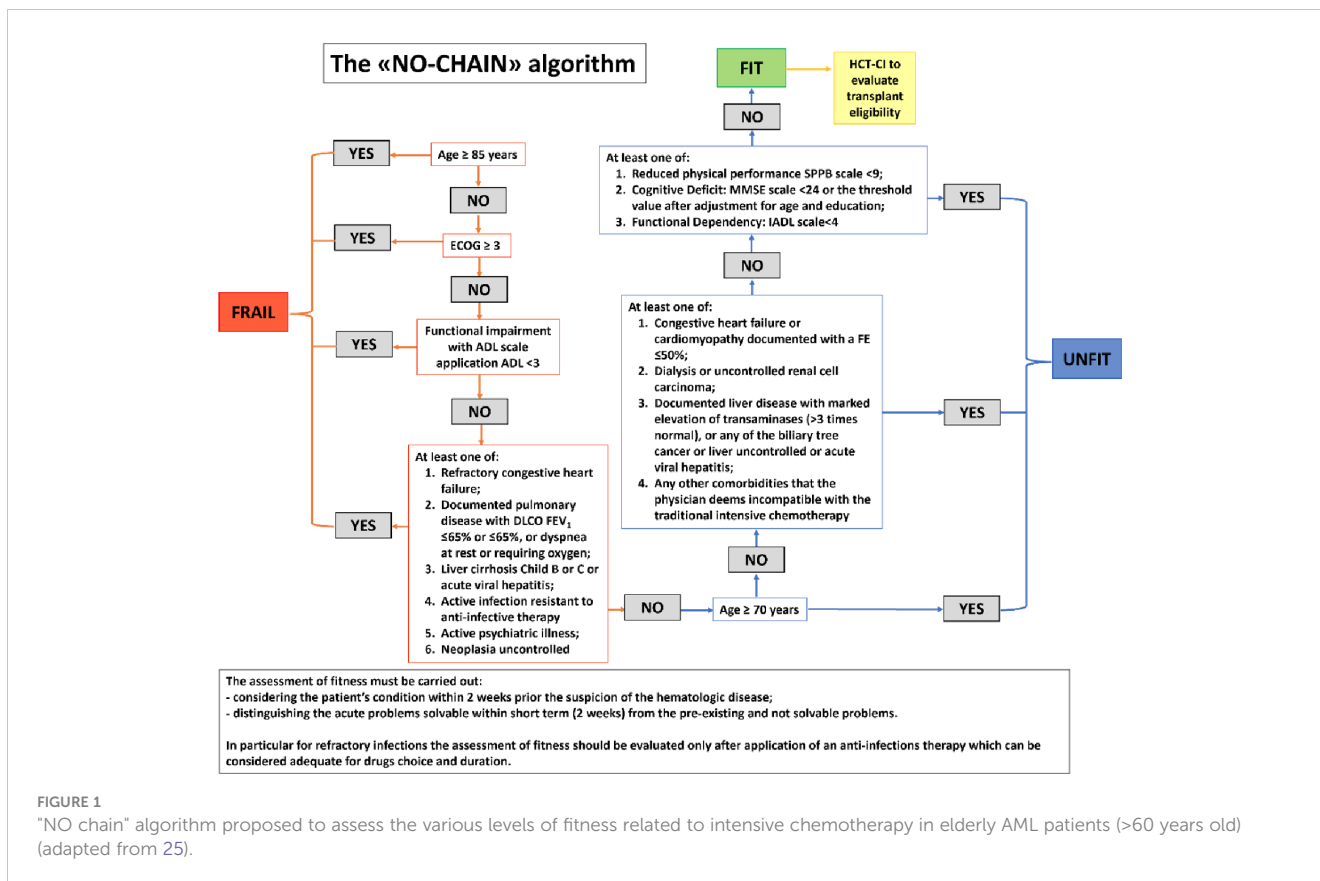 The «NO-CHAIN» algorithm
FRAIL
YES
Age ≥ 85 years
NO
YES
ECOG ≥ 3
NO
YES
Functional impairment
with ADL scale
application ADL <3
NO
YES
At least one of:
1. Refractory congestive heart
failure;
2. Documented pulmonary
disease with DLCO FEV₁
≤65% or ≤65%, or dyspnea
at rest or requiring oxygen;
3. Liver cirrhosis Child B or C or
acute viral hepatitis;
4. Active infection resistant to
anti-infective therapy
5. Active psychiatric illness;
6. Neoplasia uncontrolled
NO
Age ≥ 70 years
YES
NO
At least one of:
1. Congestive heart failure or
cardiomyopathy documented with a FE
≤50%;
2. Dialysis or uncontrolled renal cell
carcinoma;
3. Documented liver disease with marked
elevation of transaminases (>3 times
normal), or any of the biliary tree
cancer or liver uncontrolled or acute
viral hepatitis;
4. Any other comorbidities that the
physician deems incompatible with the
traditional intensive chemotherapy
YES
NO
At least one of:
1. Reduced physical performance SPPB scale <9;
2. Cognitive Deficit: MMSE scale <24 or the threshold
value after adjustment for age and education;
3. Functional Dependency: IADL scale<4
YES
NO
FIT
HCT-CI to
evaluate
transplant
eligibility
UNFIT
The assessment of fitness must be carried out:
- considering the patient's condition within 2 weeks prior the suspicion of the hematologic disease;
- distinguishing the acute problems solvable within short term (2 weeks) from the pre-existing and not solvable problems.
In particular for refractory infections the assessment of fitness should be evaluated only after application of an anti-infections therapy which can be
considered adequate for drugs choice and duration.
FIGURE 1
"NO chain" algorithm proposed to assess the various levels of fitness related to intensive chemotherapy in elderly AML patients (>60 years old)
(adapted from 25).